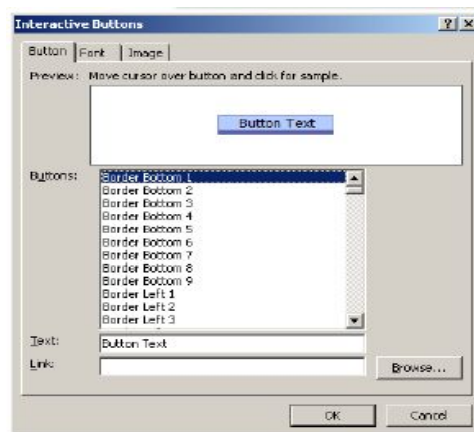 Interactive Buttons
Button Font Image
Preview: Move cursor over button and click for sample.
Button Text
Buttons: Border Bottom 1
Border Bottom 2
Border Bottom 3
Border Bottom 4
Border Bottom 5
Border Bottom 6
Border Bottom 7
Border Bottom 8
Border Bottom 9
Border Left 1
Border Left 2
Border Left 3
Text: Button Text
Link: Browse...
OK Cancel